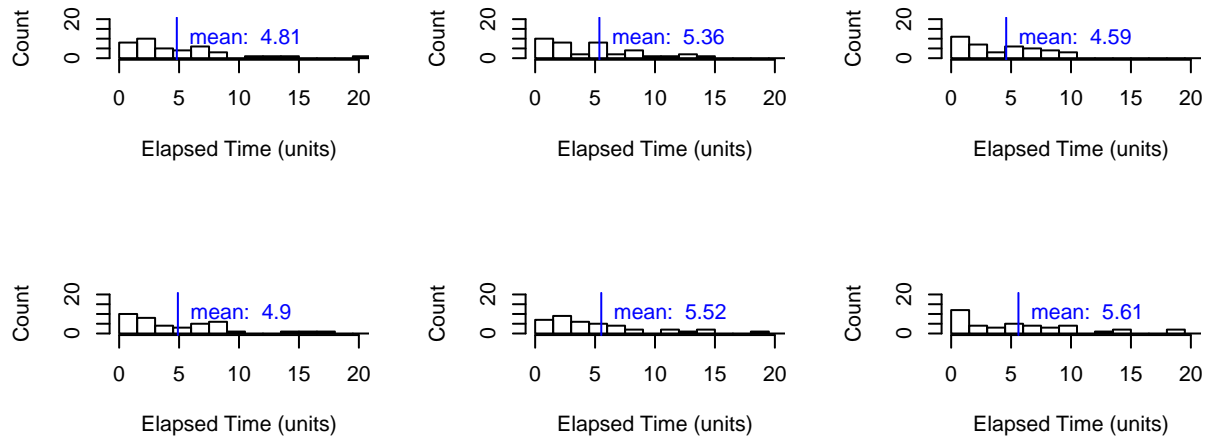 Count
20
0
mean: 4.81
0 5 10 15 20
Elapsed Time (units)
Count
20
0
mean: 5.36
0 5 10 15 20
Elapsed Time (units)
Count
20
0
mean: 4.59
0 5 10 15 20
Elapsed Time (units)
Count
20
0
mean: 4.9
0 5 10 15 20
Elapsed Time (units)
Count
20
0
mean: 5.52
0 5 10 15 20
Elapsed Time (units)
Count
20
0
mean: 5.61
0 5 10 15 20
Elapsed Time (units)